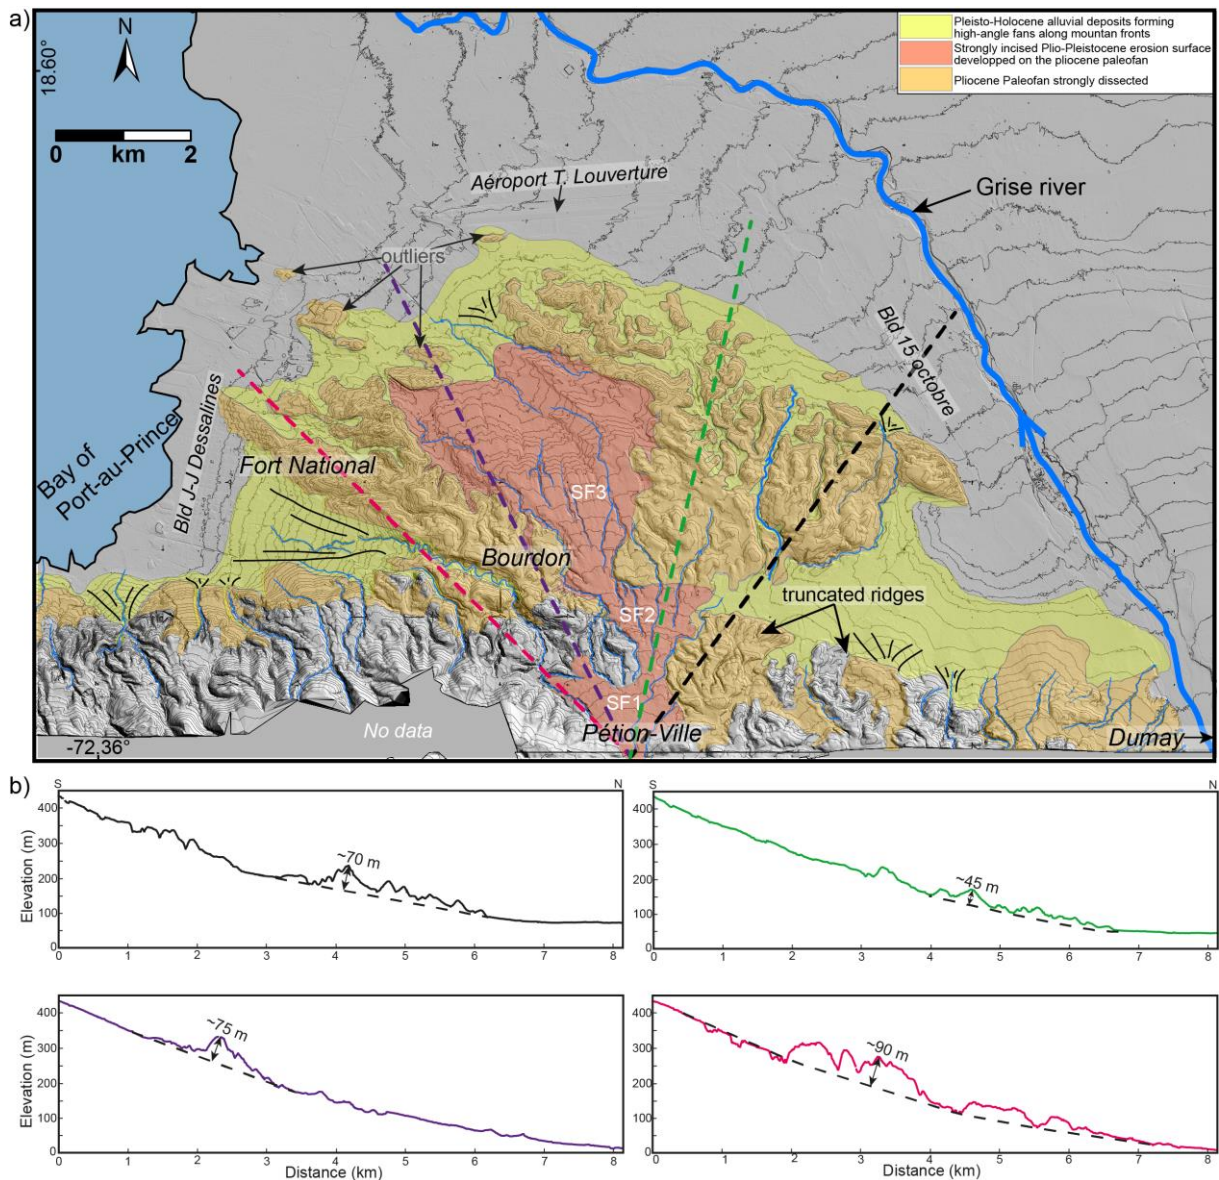 a)
N
18.60°
0 km 2
Pleisto-Holocene alluvial deposits forming
high-angle fans along mountan fronts
Strongly incised Plio-Pleistocene erosion surface
developped on the pliocene paleofan
Pliocene Paleofan strongly dissected
Aéroport T. Louverture
Grise river
outliers
Bld 15 octobre
Bld J-J Dessalines
Bay of
Port-au-Prince
Fort National
SF3
Bourdon
SF2
truncated ridges
SF1
No data
Pétion-Ville
-72.36°
Dumay
b)
S N
Elevation (m)
400
300
200
100
0
~70 m
0 1 2 3 4 5 6 7 8
S N
400
300
200
100
0
~45 m
0 1 2 3 4 5 6 7 8
Elevation (m)
400
300
200
100
0
~75 m
0 1 2 3 4 5 6 7 8
Distance (km)
400
300
200
100
0
~90 m
0 1 2 3 4 5 6 7 8
Distance (km)